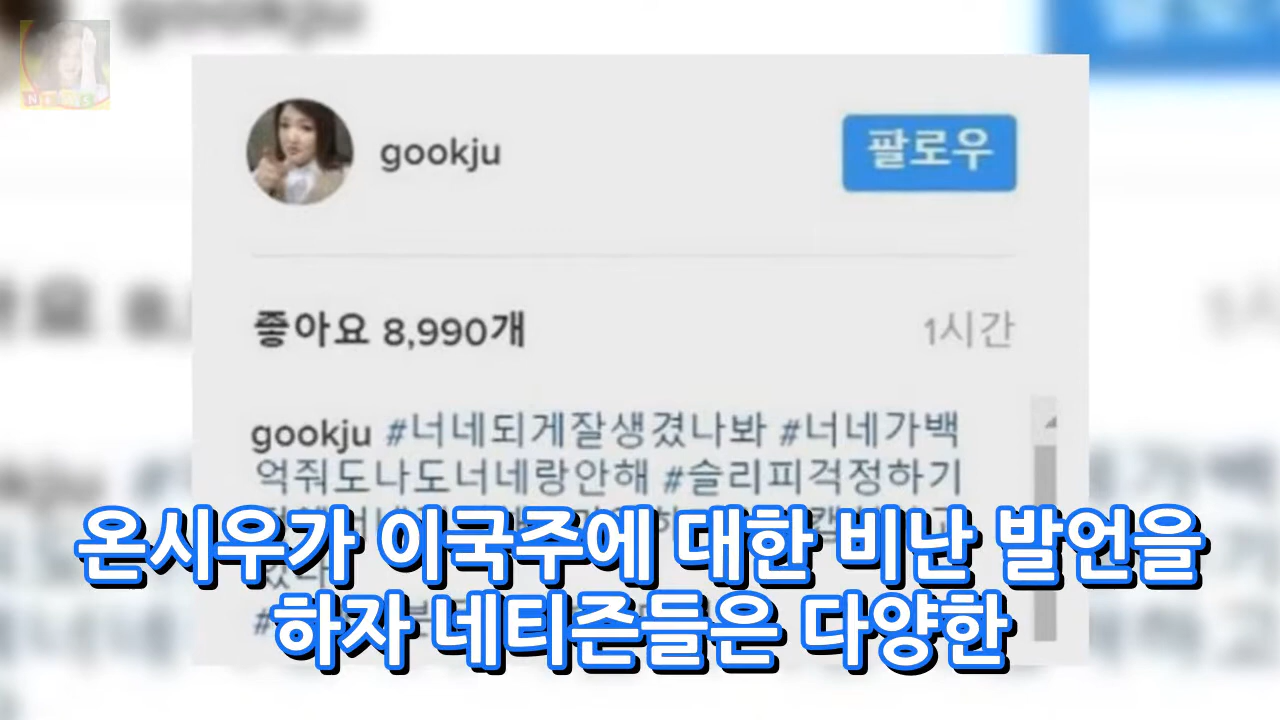 NEWS
gookju
팔로우
좋아요 8,990개
1시간
gookju #너네되게잘생겼나봐 #너네가백
억줘도나도너네랑안해 #슬리피걱정하기
온시우가 이국주에 대한 비난 발언을
하자 네티즌들은 다양한